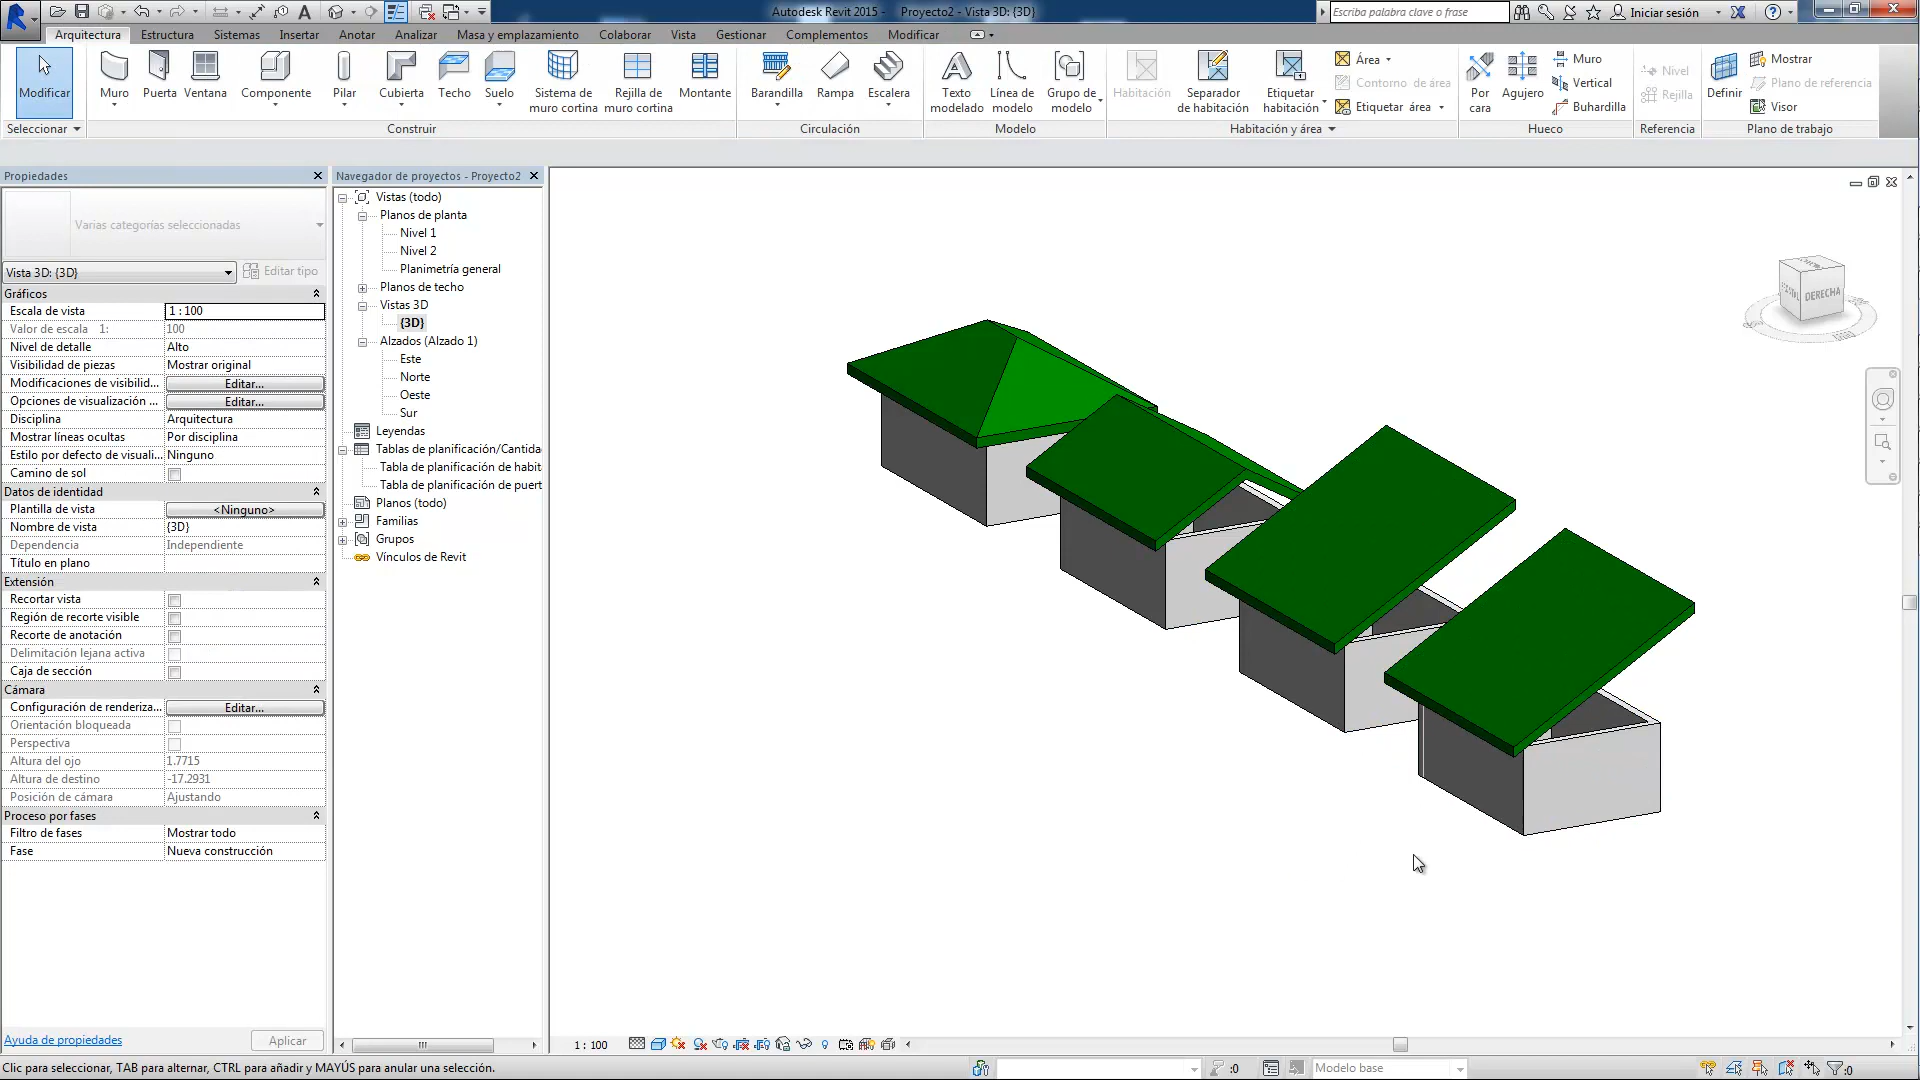 Autodesk Revit 2015 -    Proyecto2 - Vista 3D: {3D}
Escriba palabra clave o frase
Iniciar sesión
Arquitectura Estructura Sistemas Insertar Anotar Analizar Masa y emplazamiento Colaborar Vista Gestionar Complementos Modificar
Modificar
Muro
Puerta
Ventana
Componente
Pilar
Cubierta
Techo
Suelo
Sistema de muro cortina
Rejilla de muro cortina
Montante
Barandilla
Rampa
Escalera
Texto modelado
Línea de modelo
Grupo de modelo
Habitación
Separador de habitación
Etiquetar habitación
Área
Contorno de área
Etiquetar área
Por cara
Agujero
Muro
Vertical
Buhardilla
Nivel
Rejilla
Definir
Mostrar
Plano de referencia
Visor
Seleccionar
Construir
Circulación
Modelo
Habitación y área
Hueco
Referencia
Plano de trabajo
Propiedades
Varias categorías seleccionadas
Vista 3D: {3D}
Editar tipo
Gráficos
Escala de vista 1 : 100
Valor de escala 1: 100
Nivel de detalle Alto
Visibilidad de piezas Mostrar original
Modificaciones de visibilid... Editar...
Opciones de visualización ... Editar...
Disciplina Arquitectura
Mostrar líneas ocultas Por disciplina
Estilo por defecto de visuali... Ninguno
Camino de sol
Datos de identidad
Plantilla de vista <Ninguno>
Nombre de vista {3D}
Dependencia Independiente
Título en plano
Extensión
Recortar vista
Región de recorte visible
Recorte de anotación
Delimitación lejana activa
Caja de sección
Cámara
Configuración de renderiza... Editar...
Orientación bloqueada
Perspectiva
Altura del ojo 1.7715
Altura de destino -17.2931
Posición de cámara Ajustando
Proceso por fases
Filtro de fases Mostrar todo
Fase Nueva construcción
Ayuda de propiedades
Aplicar
Navegador de proyectos - Proyecto2
Vistas (todo)
Planos de planta
Nivel 1
Nivel 2
Planimetría general
Planos de techo
Vistas 3D
{3D}
Alzados (Alzado 1)
Este
Norte
Oeste
Sur
Leyendas
Tablas de planificación/Cantida
Tabla de planificación de habit
Tabla de planificación de puert
Planos (todo)
Familias
Grupos
Vínculos de Revit
DERECHA
1 : 100
Clic para seleccionar, TAB para alternar, CTRL para añadir y MAYÚS para anular una selección.
:0
Modelo base
:0